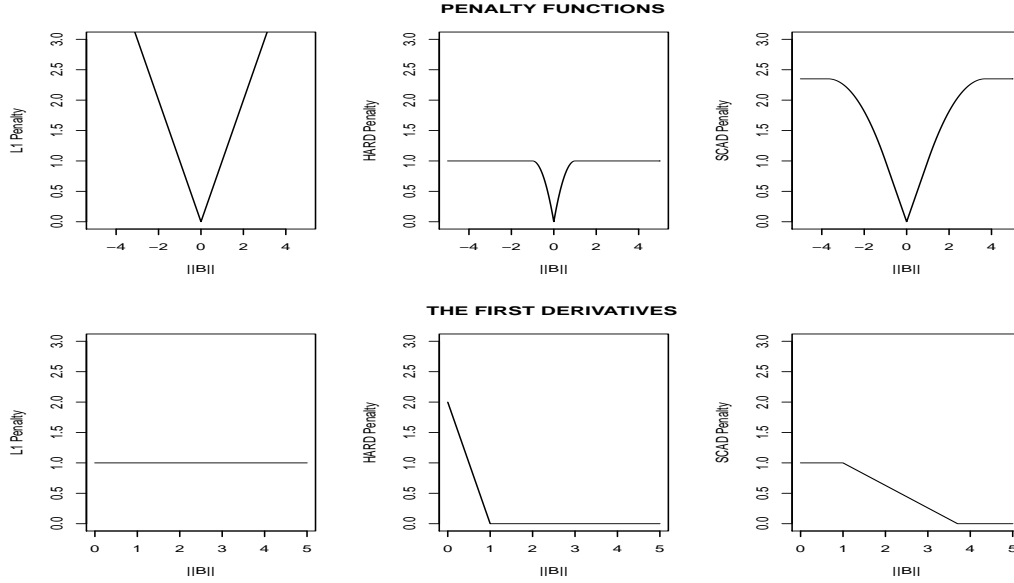 PENALTY FUNCTIONS
L1 Penalty
0.0 0.5 1.0 1.5 2.0 2.5 3.0
−4 −2 0 2 4
||B||
HARD Penalty
0.0 0.5 1.0 1.5 2.0 2.5 3.0
−4 −2 0 2 4
||B||
SCAD Penalty
0.0 0.5 1.0 1.5 2.0 2.5 3.0
−4 −2 0 2 4
||B||
THE FIRST DERIVATIVES
L1 Penalty
0.0 0.5 1.0 1.5 2.0 2.5 3.0
0 1 2 3 4 5
||B||
HARD Penalty
0.0 0.5 1.0 1.5 2.0 2.5 3.0
0 1 2 3 4 5
||B||
SCAD Penalty
0.0 0.5 1.0 1.5 2.0 2.5 3.0
0 1 2 3 4 5
||B||